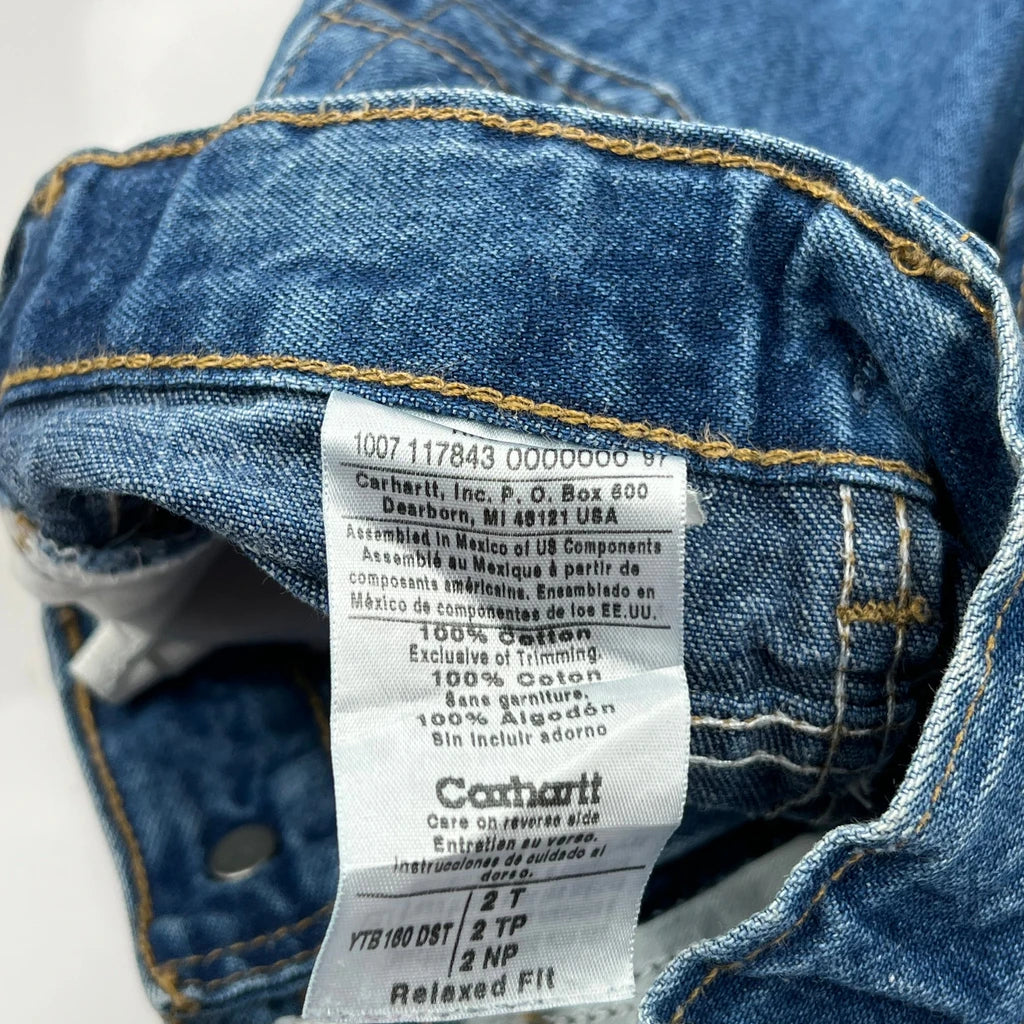 1007 117843 0000000 97
Carhartt, Inc. P. O. Box 600
Dearborn, MI 48121 USA
Assembled in Mexico of US Components
Assemblé au Mexique à partir de
composants américains. Ensamblado en
México de componentes de los EE.UU.
100% Cotton
Exclusive of Trimming.
100% Coton
Sans garniture.
100% Algodón
Sin incluir adorno
Carhartt
Care on reverse side
Entretien au verso.
Instrucciones de cuidado al
dorso.
2 T
YTB180 DST 2 TP
2 NP
Relaxed Fit